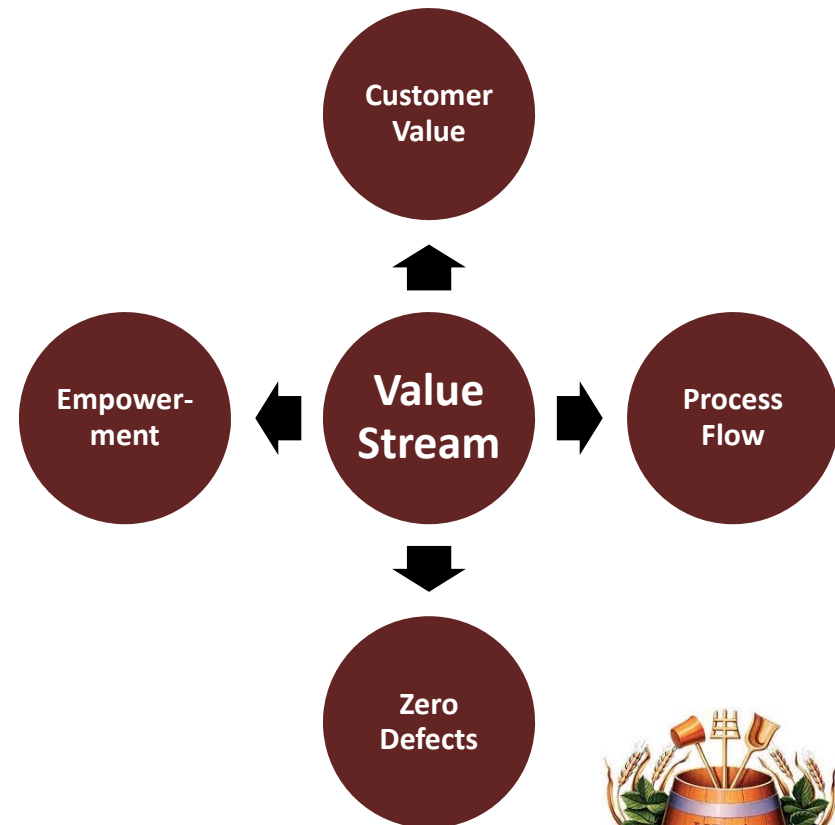 Customer
Value
Empower-
ment
Value
Stream
Process
Flow
Zero
Defects